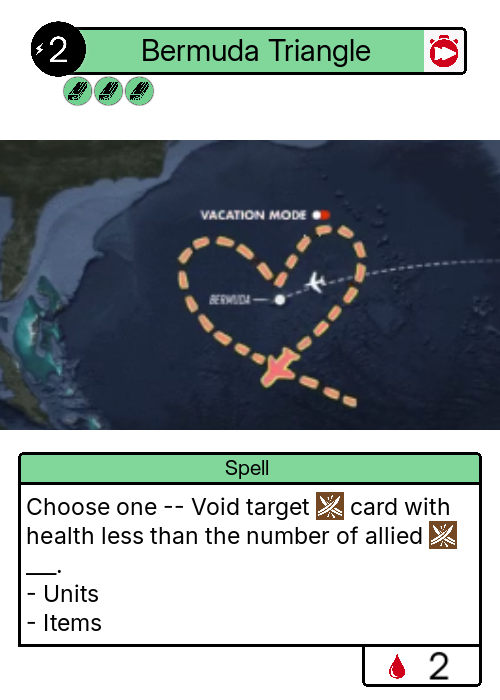 2 Bermuda Triangle
VACATION MODE
BERMUDA
Spell
Choose one -- Void target card with
health less than the number of allied
___.
- Units
- Items
2